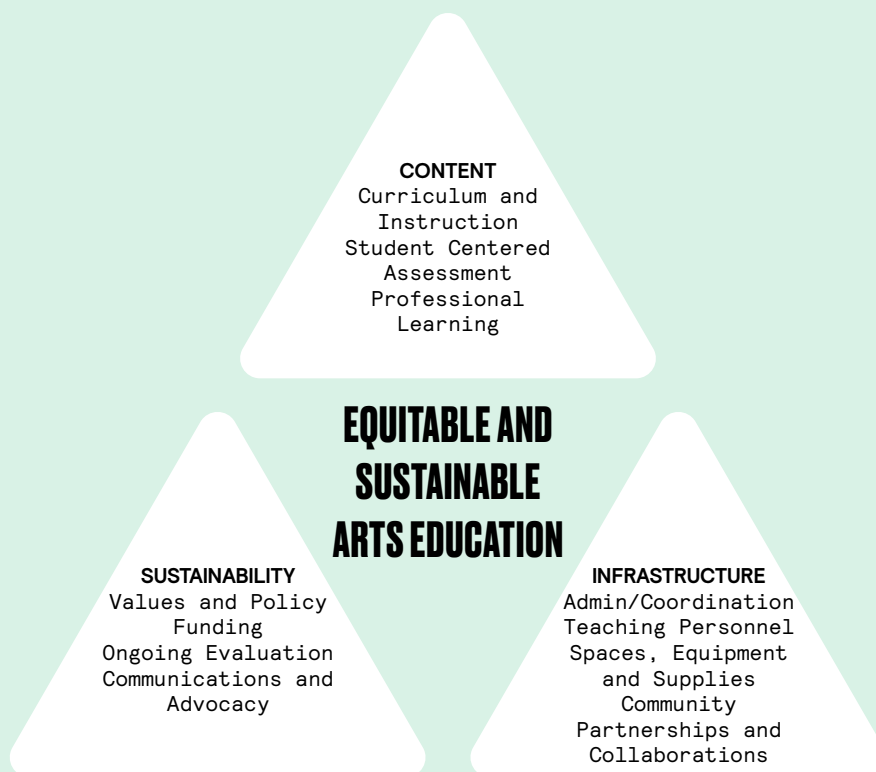 CONTENT
Curriculum and
Instruction
Student Centered
Assessment
Professional
Learning
EQUITABLE AND
SUSTAINABLE
ARTS EDUCATION
SUSTAINABILITY
Values and Policy
Funding
Ongoing Evaluation
Communications and
Advocacy
INFRASTRUCTURE
Admin/Coordination
Teaching Personnel
Spaces, Equipment
and Supplies
Community
Partnerships and
Collaborations